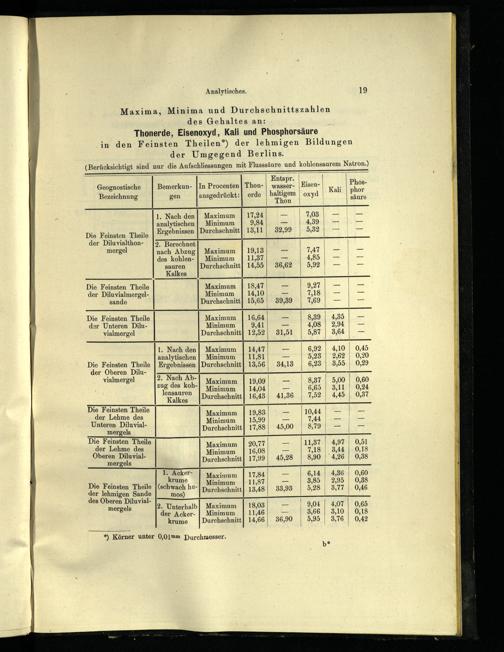 Analytisches. 19
Maxima, Minima und Durchschnittszahlen
des Gehaltes an:
Thonerde, Eisenoxyd, Kali und Phosphorsäure
in den Feinsten Theilen*) der lehmigen Bildungen
der Umgegend Berlins.
(Berücksichtigt sind nur die Aufschliessungen mit Flusssäure und kohlensaurem Natron.)
Geognostische Bezeichnung | Bemerkungen | In Procenten ausgedrückt: | Thonerde | Entspr. wasserhaltigem Thon | Eisenoxyd | Kali | Phosphorsäure
Die Feinsten Theile der Diluvialthonmergel | 1. Nach den analytischen Ergebnissen | Maximum | 17,24 | — | 7,03 | — | —
Minimum | 9,84 | — | 4,39 | — | —
Durchschnitt | 13,11 | 32,99 | 5,32 | — | —
2. Berechnet nach Abzug des kohlensauren Kalkes | Maximum | 19,13 | — | 7,47 | — | —
Minimum | 11,37 | — | 4,85 | — | —
Durchschnitt | 14,55 | 36,62 | 5,92 | — | —
Die Feinsten Theile der Diluvialmergelsande | Maximum | 18,47 | — | 9,27 | — | —
Minimum | 14,10 | — | 7,18 | — | —
Durchschnitt | 15,65 | 39,39 | 7,69 | — | —
Die Feinsten Theile der Unteren Diluvialmergel | Maximum | 16,64 | — | 8,39 | 4,35 | —
Minimum | 9,41 | — | 4,08 | 2,94 | —
Durchschnitt | 12,52 | 31,51 | 5,87 | 3,64 | —
Die Feinsten Theile der Oberen Diluvialmergel | 1. Nach den analytischen Ergebnissen | Maximum | 14,47 | — | 6,92 | 4,10 | 0,45
Minimum | 11,81 | — | 5,23 | 2,62 | 0,20
Durchschnitt | 13,56 | 34,13 | 6,23 | 3,55 | 0,29
2. Nach Abzug des kohlensauren Kalkes | Maximum | 19,09 | — | 8,37 | 5,00 | 0,60
Minimum | 14,04 | — | 6,65 | 3,11 | 0,24
Durchschnitt | 16,43 | 41,36 | 7,52 | 4,45 | 0,37
Die Feinsten Theile der Lehme des Unteren Diluvialmergels | Maximum | 19,83 | — | 10,44 | — | —
Minimum | 15,99 | — | 7,44 | — | —
Durchschnitt | 17,88 | 45,00 | 8,79 | — | —
Die Feinsten Theile der Lehme des Oberen Diluvialmergels | Maximum | 20,77 | — | 11,37 | 4,97 | 0,51
Minimum | 16,08 | — | 7,18 | 3,44 | 0,18
Durchschnitt | 17,99 | 45,28 | 8,90 | 4,26 | 0,38
Die Feinsten Theile der lehmigen Sande des Oberen Diluvialmergels | 1. Ackerkrume (schwach humos) | Maximum | 17,84 | — | 6,14 | 4,36 | 0,60
Minimum | 11,87 | — | 3,85 | 2,95 | 0,38
Durchschnitt | 13,48 | 33,93 | 5,28 | 3,77 | 0,46
2. Unterhalb der Ackerkrume | Maximum | 18,03 | — | 9,04 | 4,07 | 0,65
Minimum | 11,46 | — | 3,66 | 3,10 | 0,18
Durchschnitt | 14,66 | 36,90 | 5,95 | 3,76 | 0,42
*) Körner unter 0,01mm Durchmesser.
b*